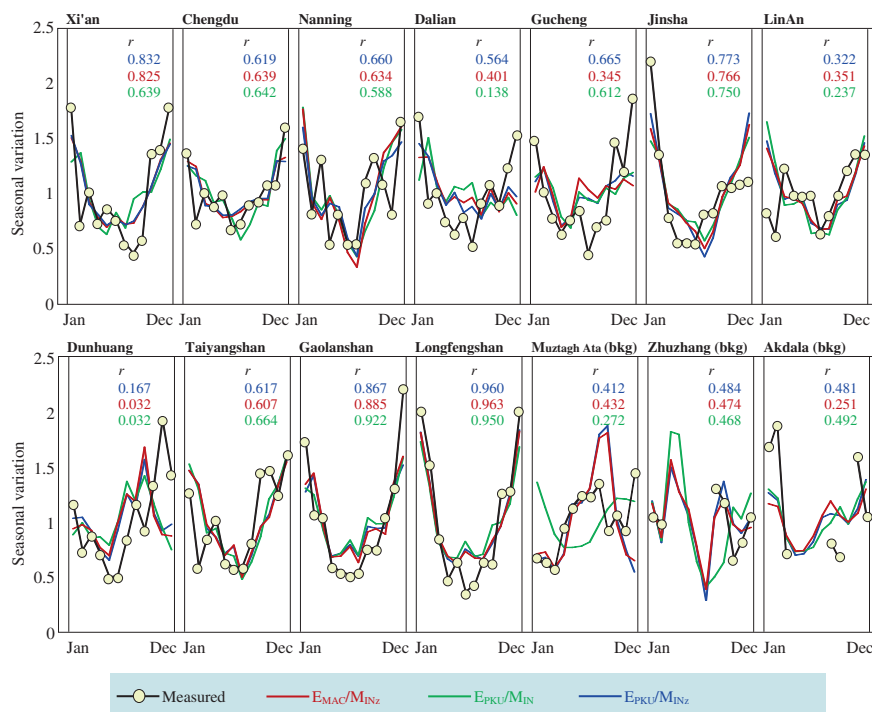 Xi'an Chengdu Nanning Dalian Gucheng Jinsha LinAn
2.5
r r r r r r r
0.832 0.619 0.660 0.564 0.665 0.773 0.322
0.825 0.639 0.634 0.401 0.345 0.766 0.351
0.639 0.642 0.588 0.138 0.612 0.750 0.237
2
1.5
1
0.5
0
Seasonal variation
Jan Dec Jan Dec Jan Dec Jan Dec Jan Dec Jan Dec Jan Dec
Dunhuang Taiyangshan Gaolanshan Longfengshan Muztagh Ata (bkg) Zhuzhang (bkg) Akdala (bkg)
2.5
r r r r r r r
0.167 0.617 0.867 0.960 0.412 0.484 0.481
0.032 0.607 0.885 0.963 0.432 0.474 0.251
0.032 0.664 0.922 0.950 0.272 0.468 0.492
2
1.5
1
0.5
0
Seasonal variation
Jan Dec Jan Dec Jan Dec Jan Dec Jan Dec Jan Dec Jan Dec
Measured E_MAC/M_INz E_PKU/M_IN E_PKU/M_INz